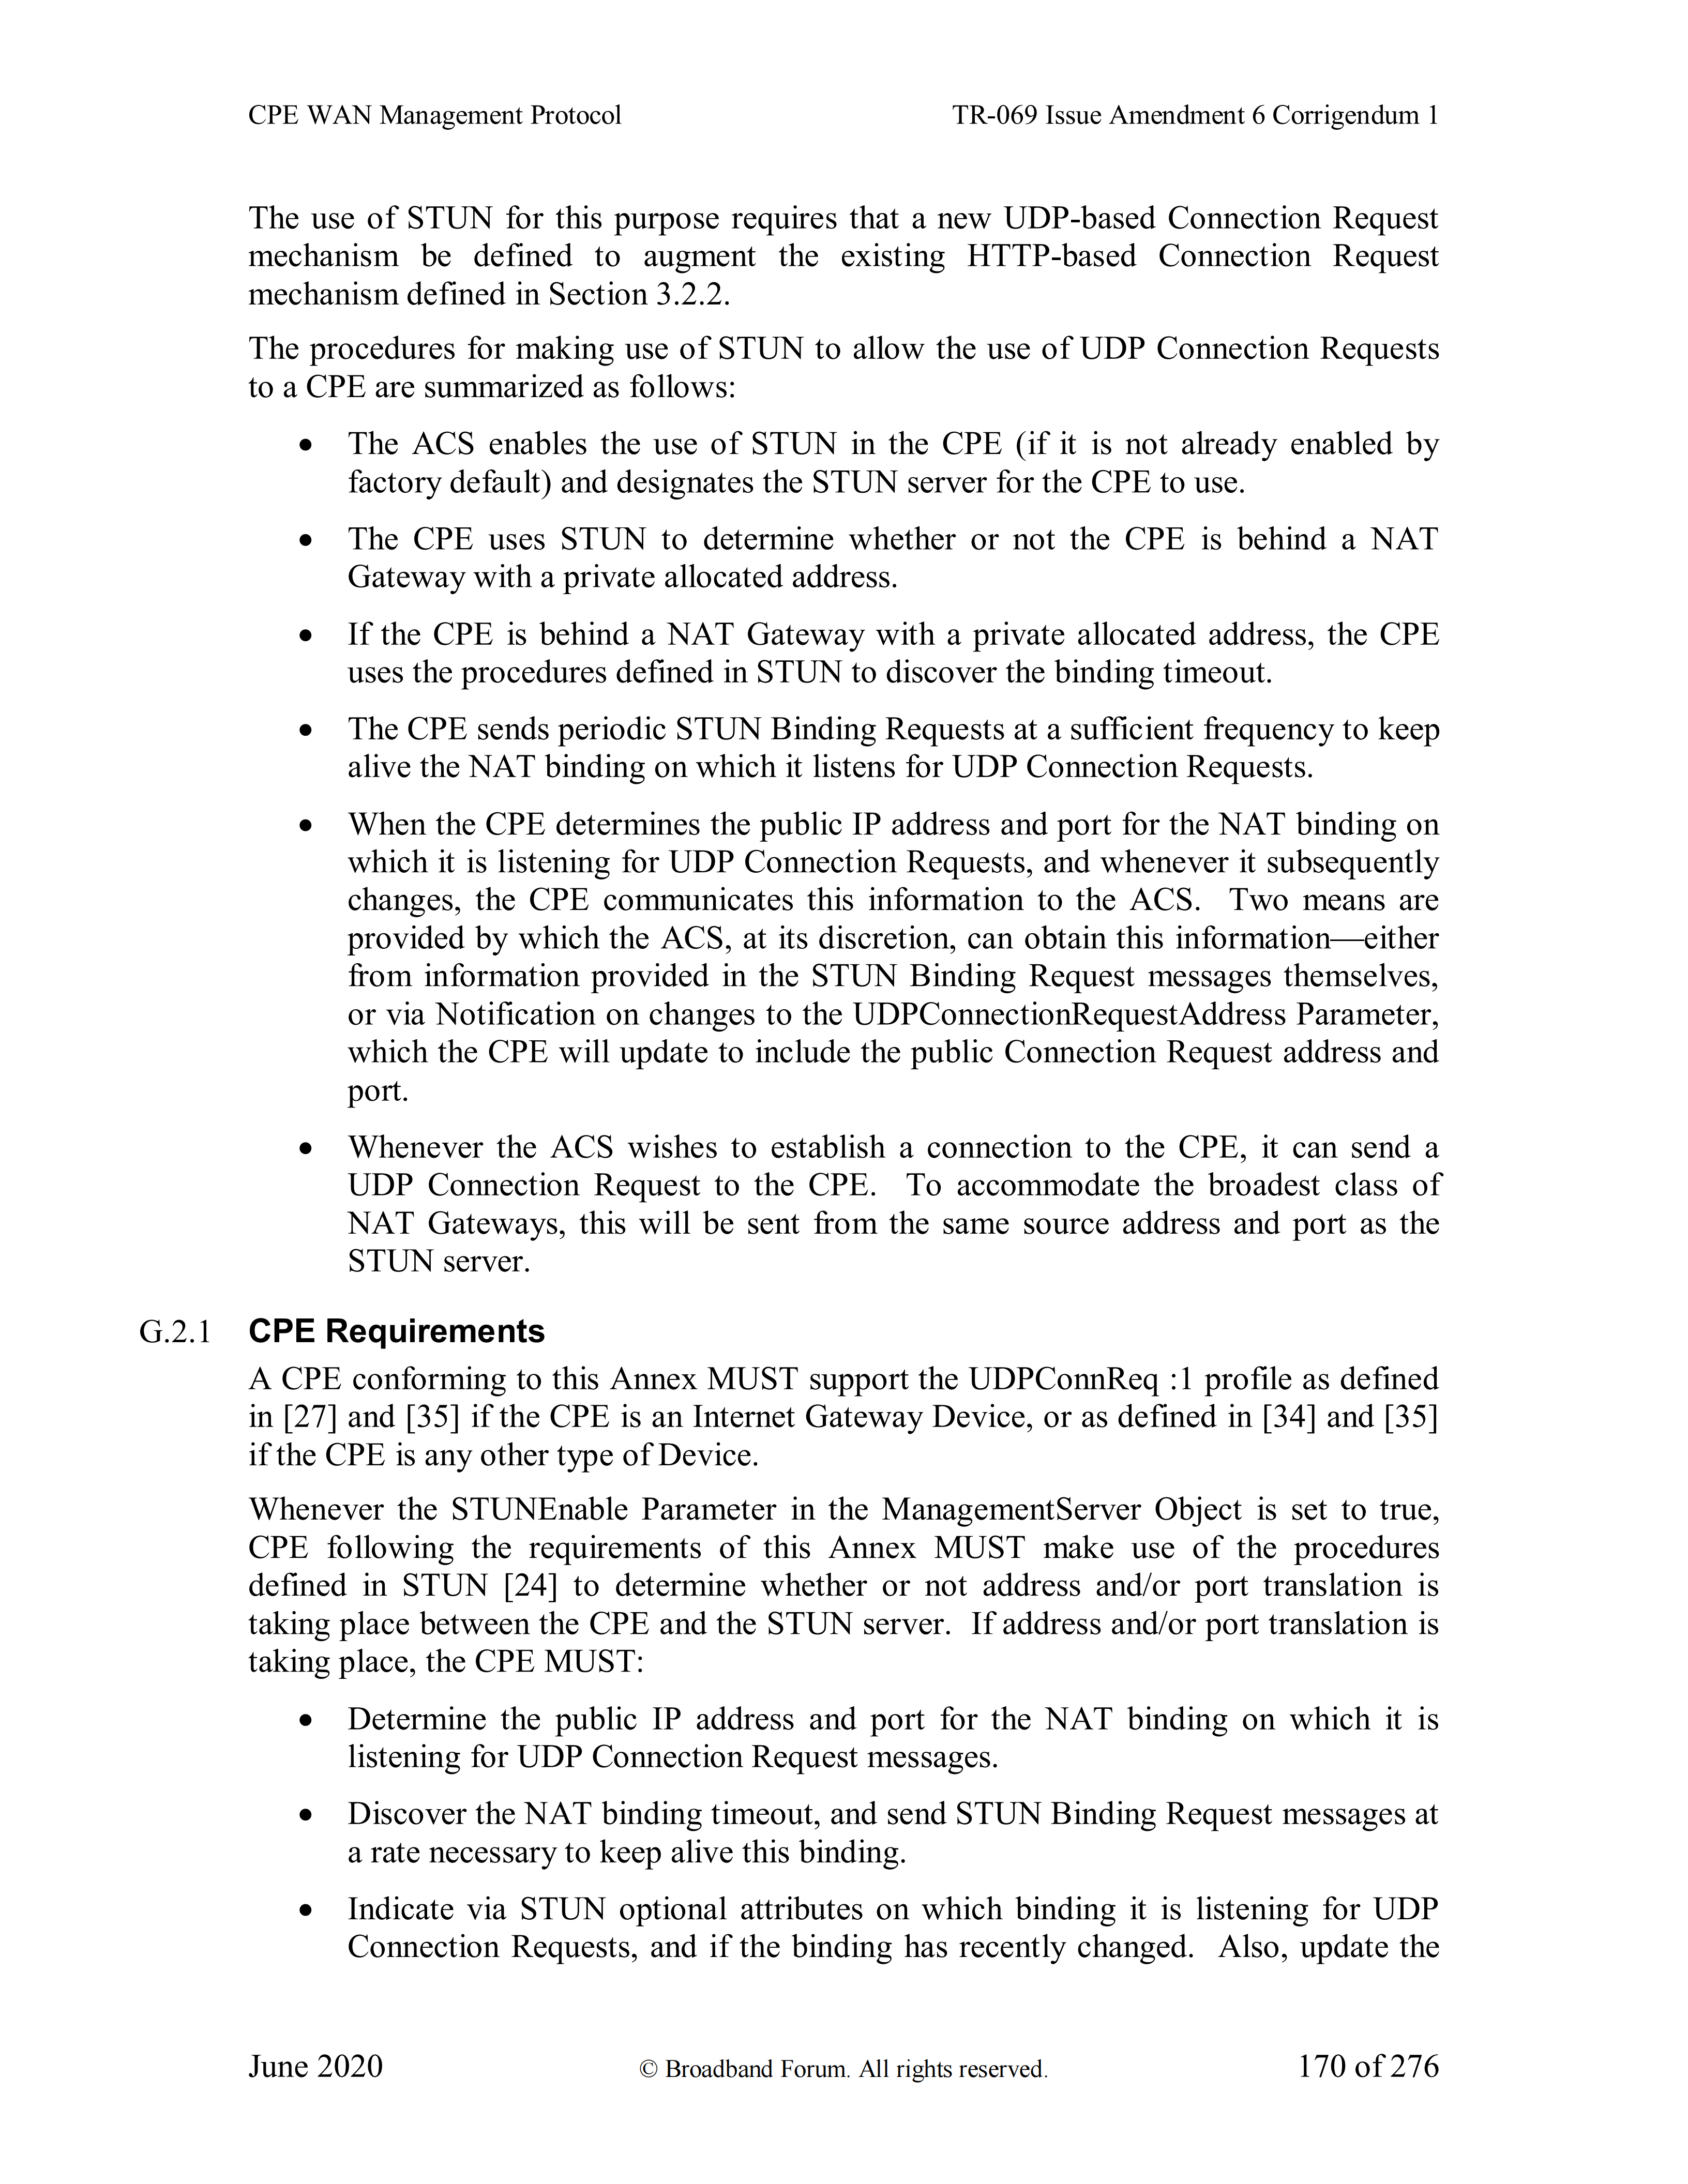 CPE WAN Management Protocol TR-069 Issue Amendment 6 Corrigendum 1
The use of STUN for this purpose requires that a new UDP-based Connection Request
mechanism be defined to augment the existing HTTP-based Connection Request
mechanism defined in Section 3.2.2.
The procedures for making use of STUN to allow the use of UDP Connection Requests
to a CPE are summarized as follows:
• The ACS enables the use of STUN in the CPE (if it is not already enabled by
factory default) and designates the STUN server for the CPE to use.
• The CPE uses STUN to determine whether or not the CPE is behind a NAT
Gateway with a private allocated address.
• If the CPE is behind a NAT Gateway with a private allocated address, the CPE
uses the procedures defined in STUN to discover the binding timeout.
• The CPE sends periodic STUN Binding Requests at a sufficient frequency to keep
alive the NAT binding on which it listens for UDP Connection Requests.
• When the CPE determines the public IP address and port for the NAT binding on
which it is listening for UDP Connection Requests, and whenever it subsequently
changes, the CPE communicates this information to the ACS. Two means are
provided by which the ACS, at its discretion, can obtain this information—either
from information provided in the STUN Binding Request messages themselves,
or via Notification on changes to the UDPConnectionRequestAddress Parameter,
which the CPE will update to include the public Connection Request address and
port.
• Whenever the ACS wishes to establish a connection to the CPE, it can send a
UDP Connection Request to the CPE. To accommodate the broadest class of
NAT Gateways, this will be sent from the same source address and port as the
STUN server.
G.2.1 CPE Requirements
A CPE conforming to this Annex MUST support the UDPConnReq :1 profile as defined
in [27] and [35] if the CPE is an Internet Gateway Device, or as defined in [34] and [35]
if the CPE is any other type of Device.
Whenever the STUNEnable Parameter in the ManagementServer Object is set to true,
CPE following the requirements of this Annex MUST make use of the procedures
defined in STUN [24] to determine whether or not address and/or port translation is
taking place between the CPE and the STUN server. If address and/or port translation is
taking place, the CPE MUST:
• Determine the public IP address and port for the NAT binding on which it is
listening for UDP Connection Request messages.
• Discover the NAT binding timeout, and send STUN Binding Request messages at
a rate necessary to keep alive this binding.
• Indicate via STUN optional attributes on which binding it is listening for UDP
Connection Requests, and if the binding has recently changed. Also, update the
June 2020 © Broadband Forum. All rights reserved. 170 of 276